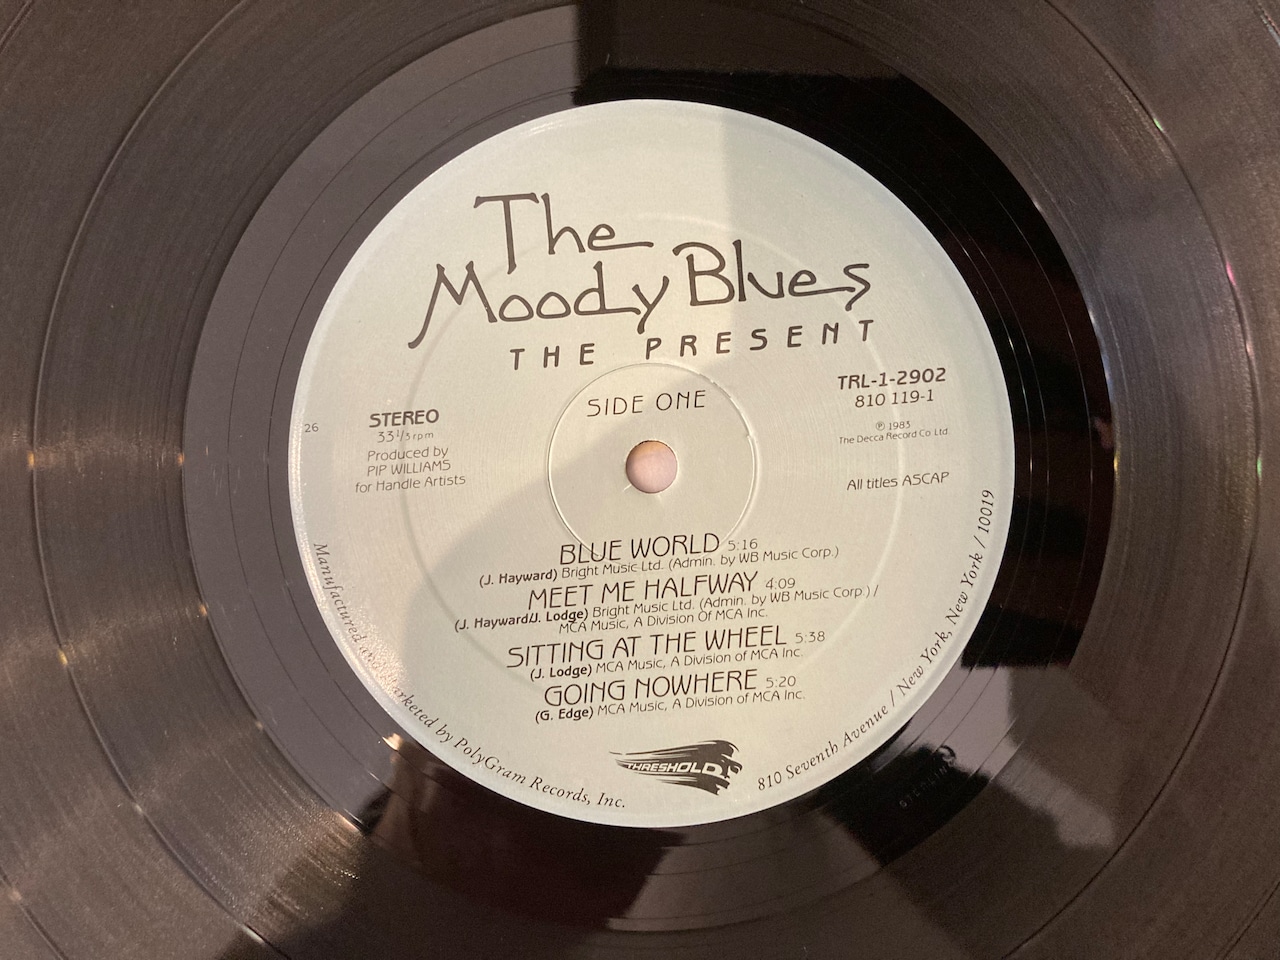 The
Moody Blues
THE PRESENT
SIDE ONE
TRL-1-2902
810 119-1
℗ 1983
The Decca Record Co. Ltd.
All titles ASCAP
26
STEREO
33 1/3 rpm
Produced by
PIP WILLIAMS
for Handle Artists
BLUE WORLD 5:16
(J. Hayward) Bright Music Ltd. (Admin. by WB Music Corp.)
MEET ME HALFWAY 4:09
(J. Hayward/J. Lodge) Bright Music Ltd. (Admin. by WB Music Corp.) /
MCA Music, A Division Of MCA Inc.
SITTING AT THE WHEEL 5:38
(J. Lodge) MCA Music, A Division of MCA Inc.
GOING NOWHERE 5:20
(G. Edge) MCA Music, A Division of MCA Inc.
THRESHOLD
Manufactured and Marketed by PolyGram Records, Inc.
810 Seventh Avenue / New York, New York / 10019